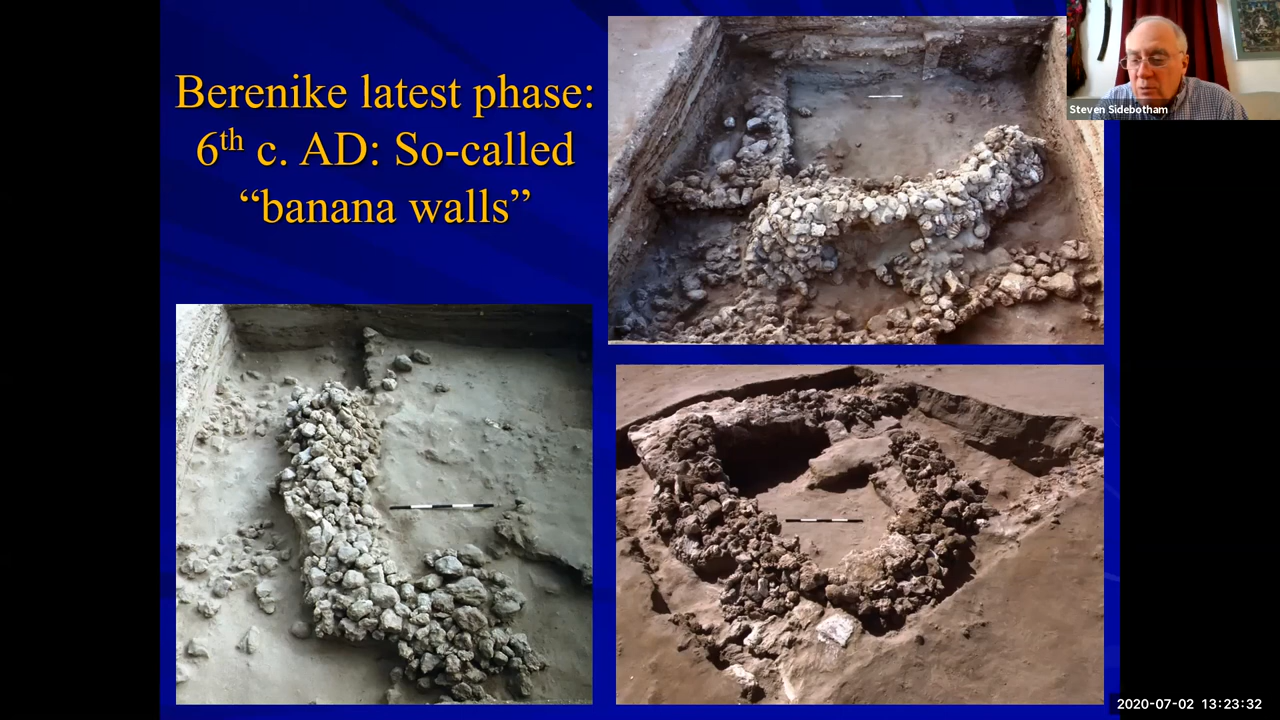 Berenike latest phase:
6th c. AD: So-called
“banana walls”
Steven Sidebotham
2020-07-02 13:23:32